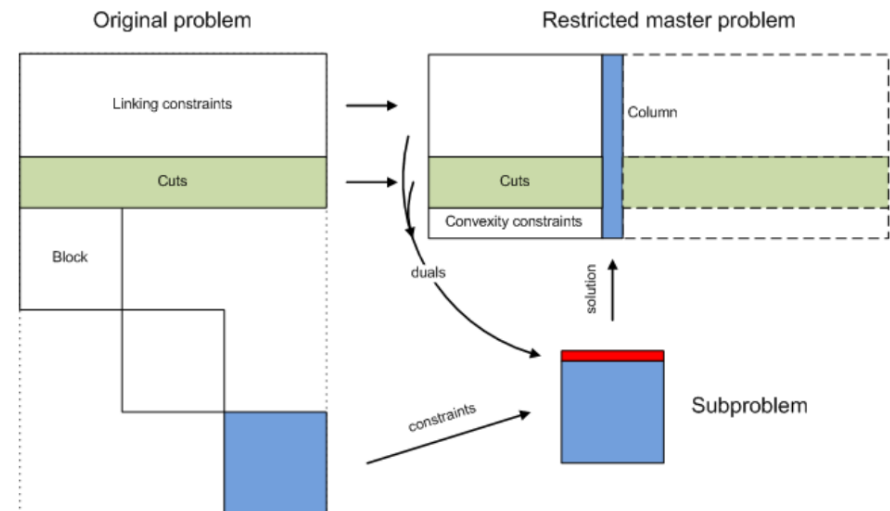 Original problem
Restricted master problem
Linking constraints
Column
Cuts
Cuts
Convexity constraints
Block
duals
solution
constraints
Subproblem